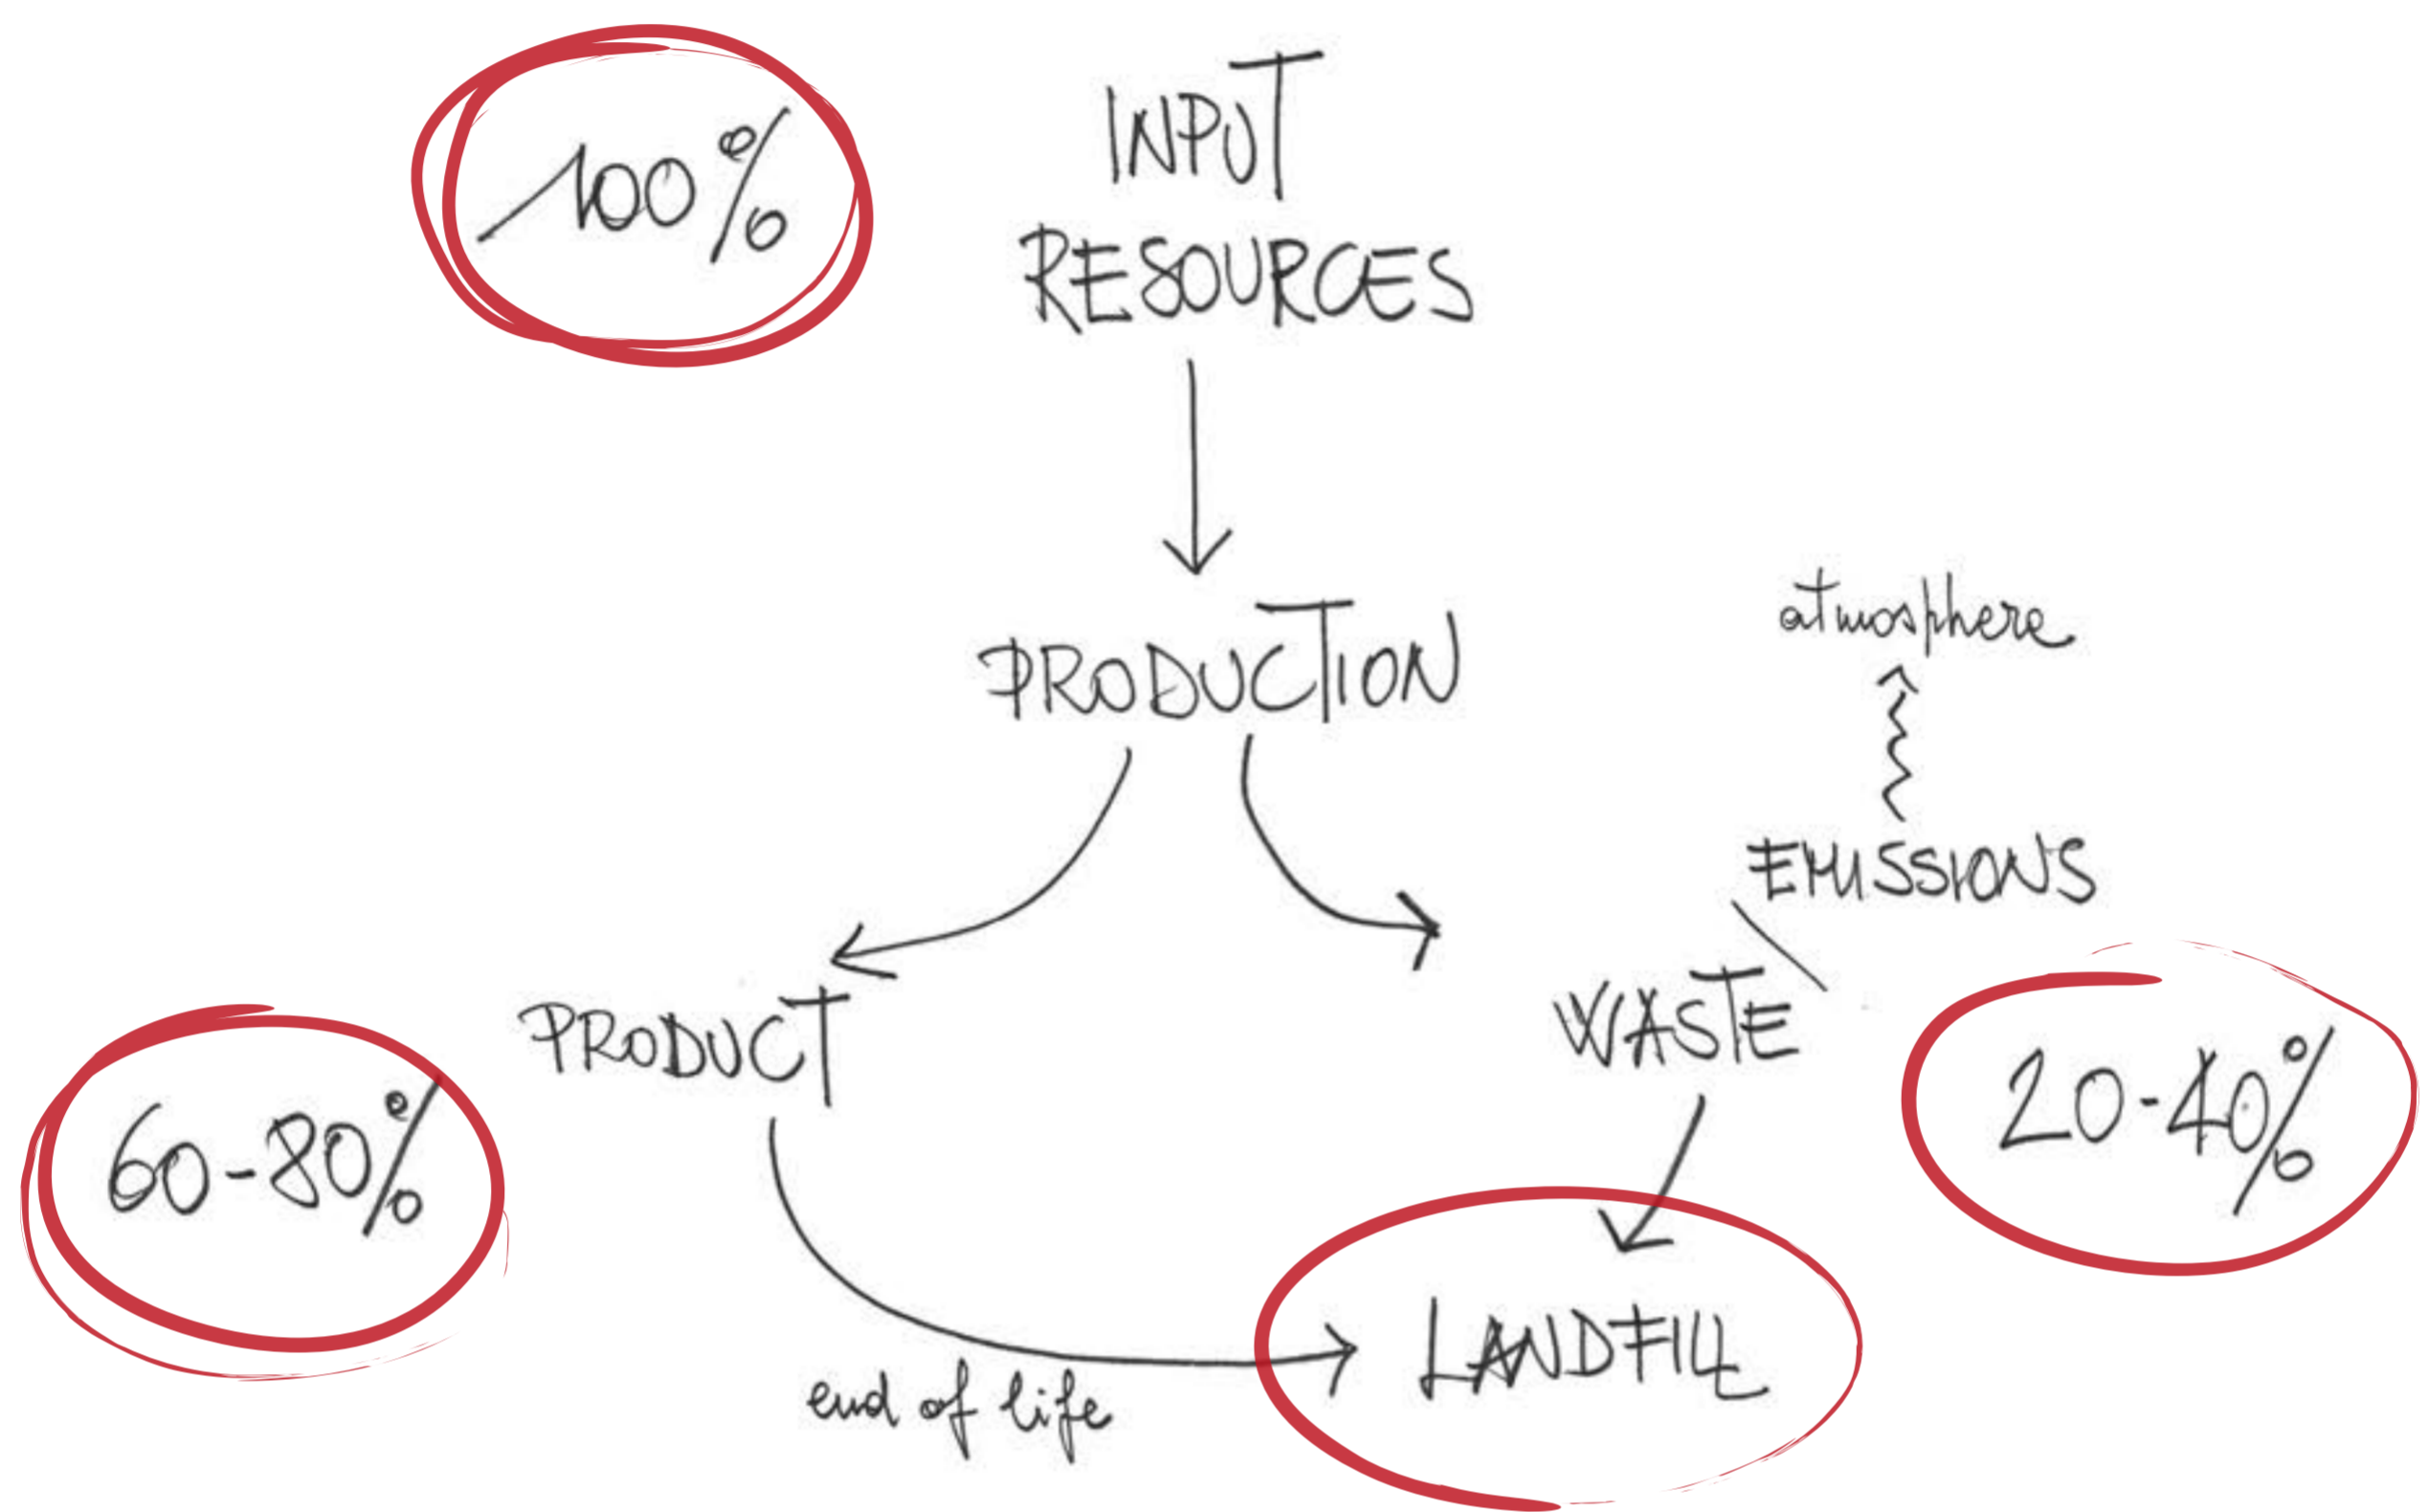 100%
INPUT
RESOURCES
PRODUCTION
atmosphere
EMISSIONS
PRODUCT
WASTE
60-80%
20-40%
LANDFILL
end of life